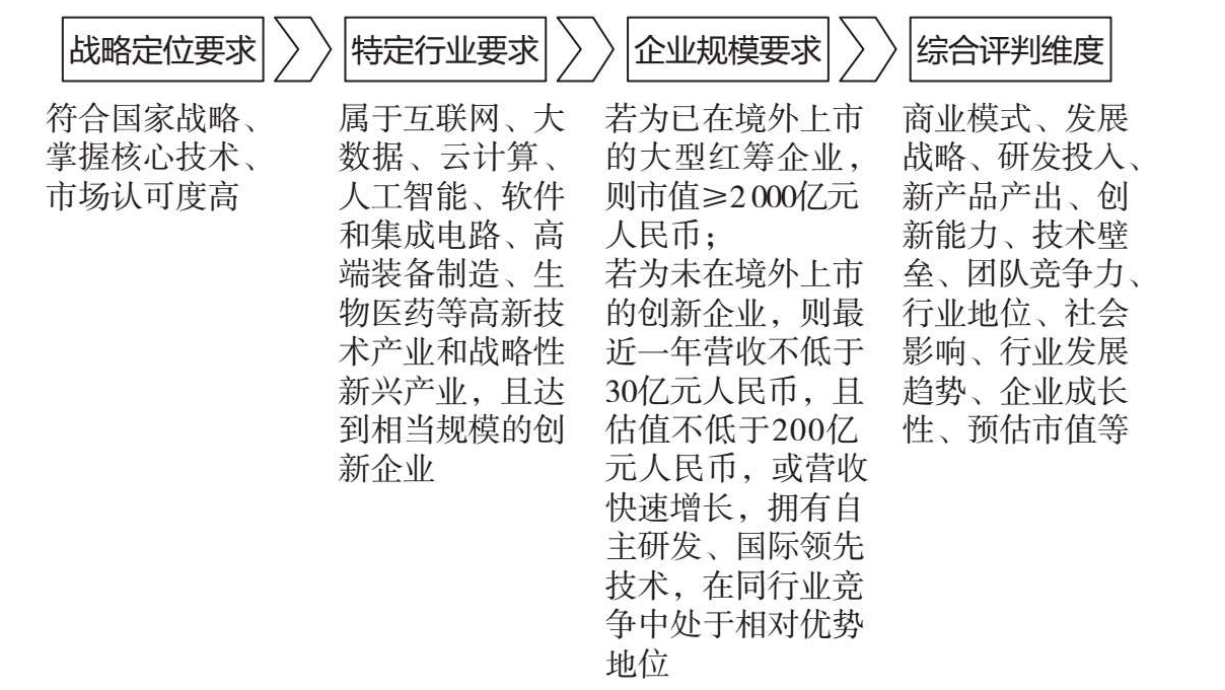 战略定位要求
符合国家战略、
掌握核心技术、
市场认可度高
特定行业要求
属于互联网、大
数据、云计算、
人工智能、软件
和集成电路、高
端装备制造、生
物医药等高新技
术产业和战略性
新兴产业，且达
到相当规模的创
新企业
企业规模要求
若为已在境外上市
的大型红筹企业，
则市值≥2 000亿元
人民币；
若为未在境外上市
的创新企业，则最
近一年营收不低于
30亿元人民币，且
估值不低于200亿
元人民币，或营收
快速增长，拥有自
主研发、国际领先
技术，在同行业竞
争中处于相对优势
地位
综合评判维度
商业模式、发展
战略、研发投入、
新产品产出、创
新能力、技术壁
垒、团队竞争力、
行业地位、社会
影响、行业发展
趋势、企业成长
性、预估市值等